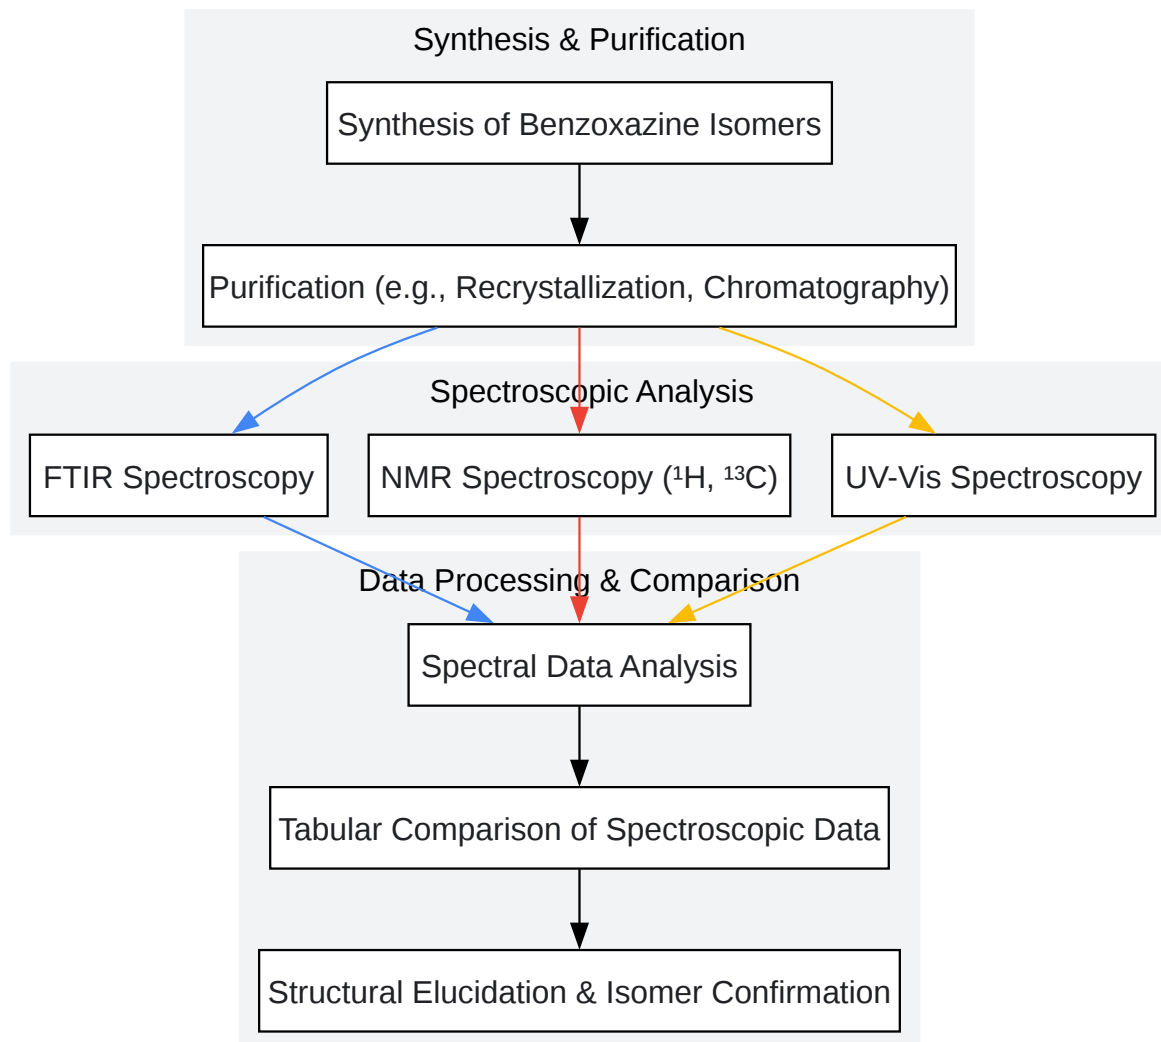 Synthesis & Purification
Synthesis of Benzoxazine Isomers
Purification (e.g., Recrystallization, Chromatography)
Spectroscopic Analysis
FTIR Spectroscopy
NMR Spectroscopy (¹H, ¹³C)
UV-Vis Spectroscopy
Data Processing & Comparison
Spectral Data Analysis
Tabular Comparison of Spectroscopic Data
Structural Elucidation & Isomer Confirmation